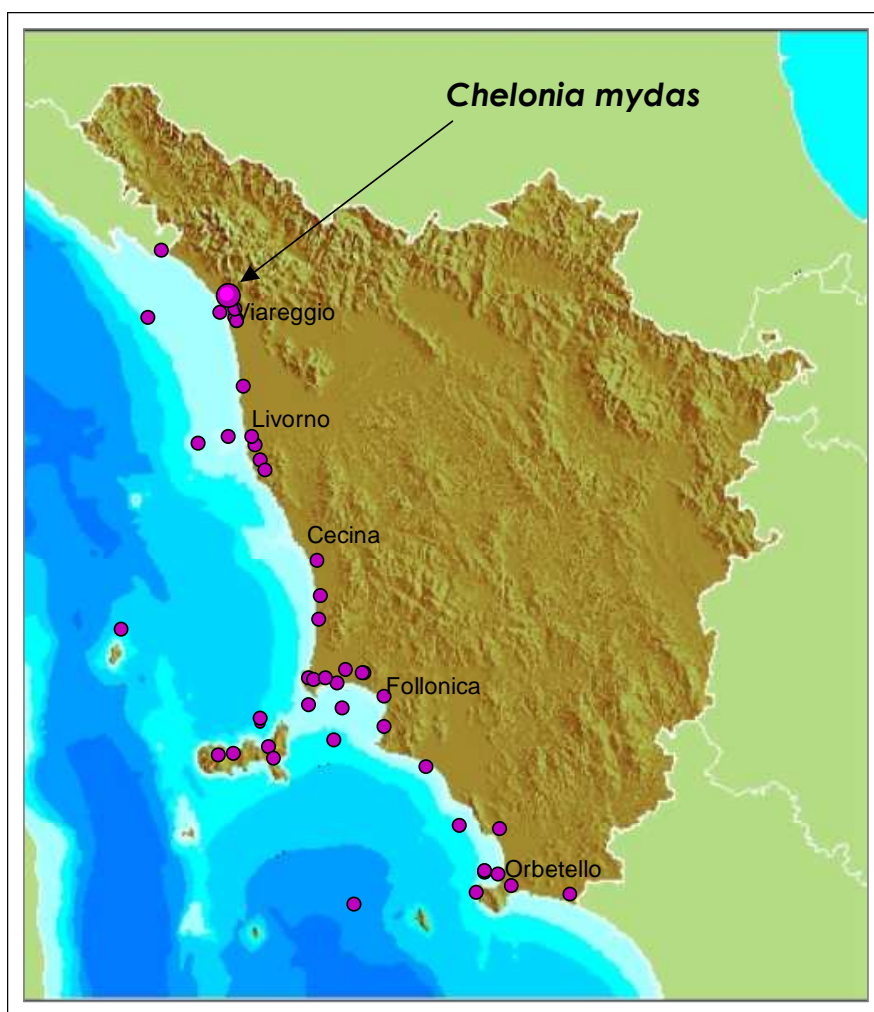 Chelonia mydas
Viareggio
Livorno
Cecina
Follonica
Orbetello